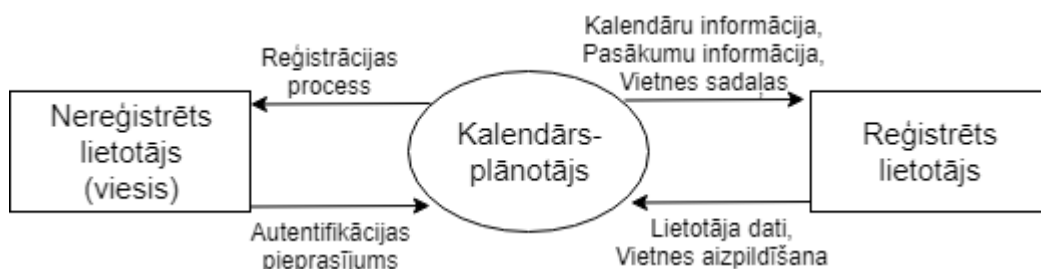 Reģistrācijas
process
Kalendāru informācija,
Pasākumu informācija,
Vietnes sadaļas
Nereģistrēts
lietotājs
(viesis)
Kalendārs-
plānotājs
Reģistrēts
lietotājs
Autentifikācijas
pieprasījums
Lietotāja dati,
Vietnes aizpildīšana